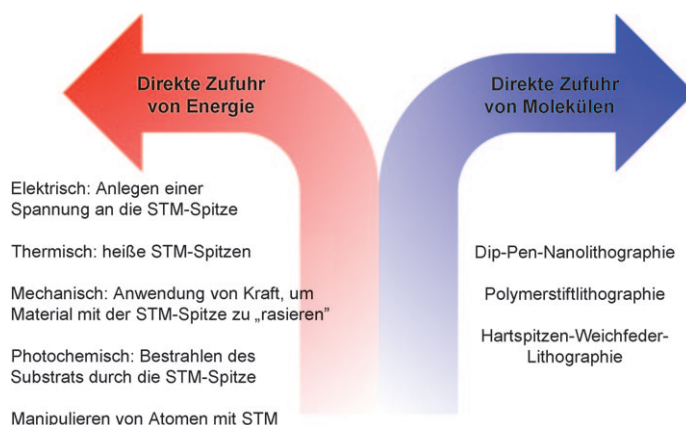 Direkte Zufuhr
von Energie
Direkte Zufuhr
von Molekülen
Elektrisch: Anlegen einer
Spannung an die STM-Spitze
Thermisch: heiße STM-Spitzen
Mechanisch: Anwendung von Kraft, um
Material mit der STM-Spitze zu „rasieren”
Photochemisch: Bestrahlen des
Substrats durch die STM-Spitze
Manipulieren von Atomen mit STM
Dip-Pen-Nanolithographie
Polymerstiftlithographie
Hartspitzen-Weichfeder-
Lithographie